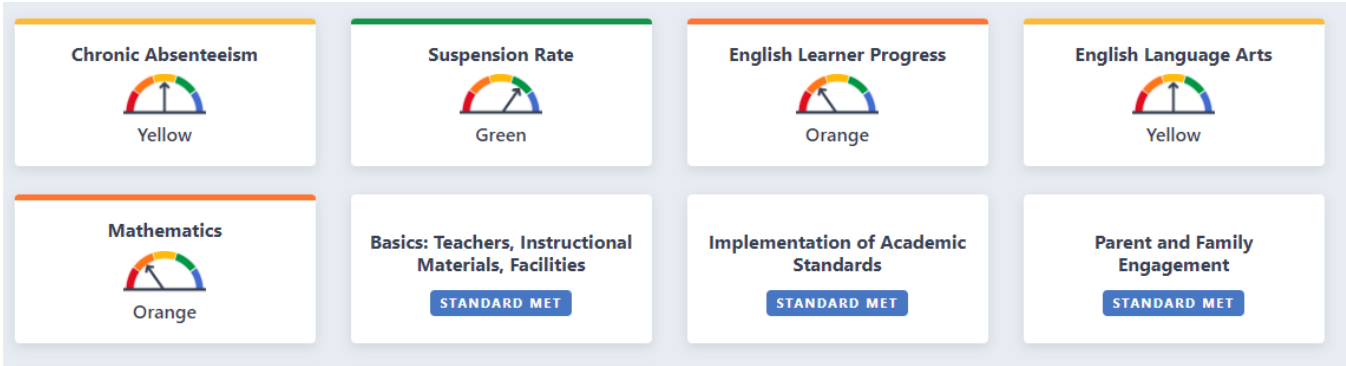 Chronic Absenteeism
Yellow
Suspension Rate
Green
English Learner Progress
Orange
English Language Arts
Yellow
Mathematics
Orange
Basics: Teachers, Instructional
Materials, Facilities
STANDARD MET
Implementation of Academic
Standards
STANDARD MET
Parent and Family
Engagement
STANDARD MET